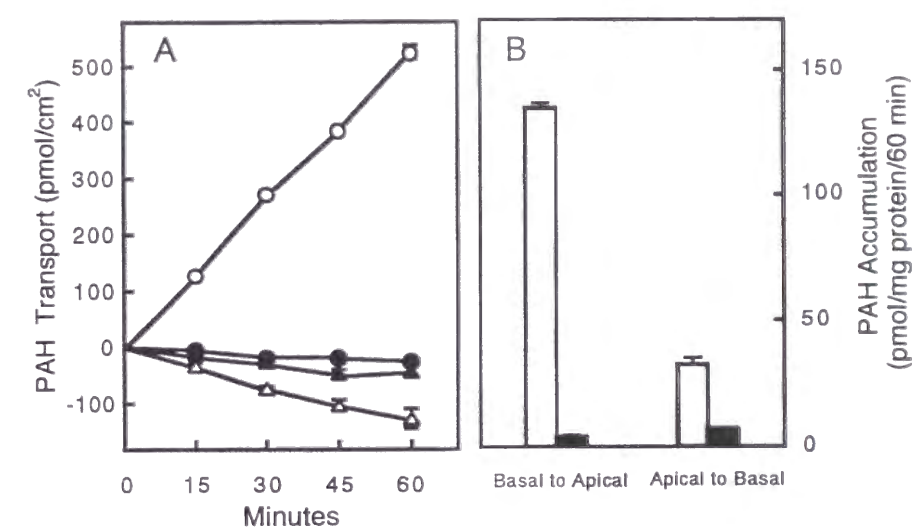 A
B
500
400
300
200
100
0
-100
PAH Transport (pmol/cm²)
0 15 30 45 60
Minutes
150
100
50
0
PAH Accumulation
(pmol/mg protein/60 min)
Basal to Apical Apical to Basal